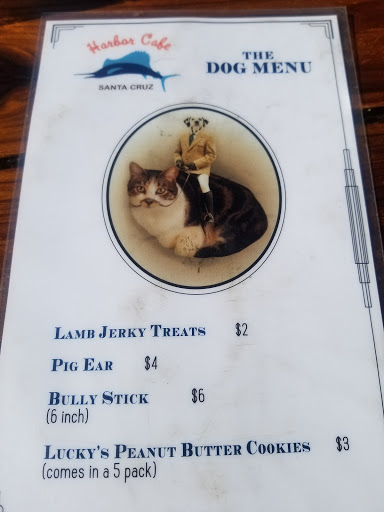 Harbor Cafe
SANTA CRUZ
THE
DOG MENU
LAMB JERKY TREATS $2
PIG EAR $4
BULLY STICK $6
(6 inch)
LUCKY'S PEANUT BUTTER COOKIES $3
(comes in a 5 pack)